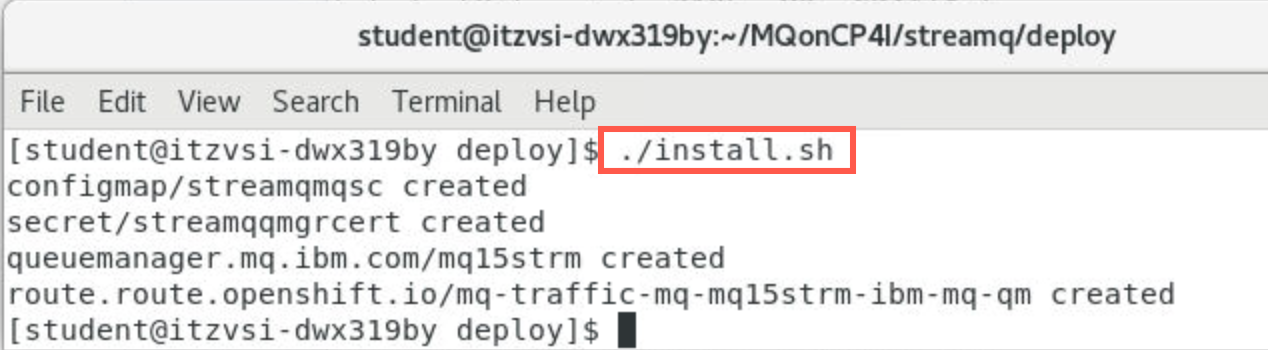 student@itzvsi-dwx319by:~/MQonCP4I/streamq/deploy
File Edit View Search Terminal Help
[student@itzvsi-dwx319by deploy]$ ./install.sh
configmap/streamqmqsc created
secret/streamqqmgrcert created
queuemanager.mq.ibm.com/mq15strm created
route.route.openshift.io/mq-traffic-mq-mq15strm-ibm-mq-qm created
[student@itzvsi-dwx319by deploy]$